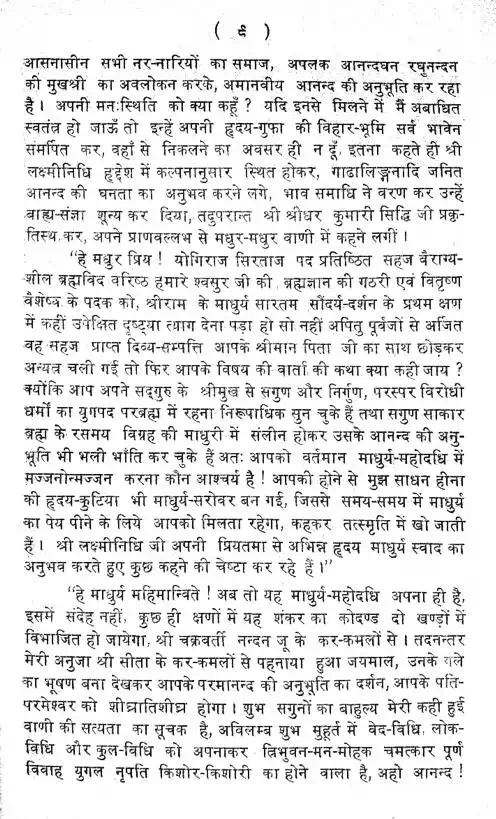 ( ९ )
आसनासीन सभी नर-नारियों का समाज, अपलक आनन्दघन रघुनन्दन
की मुखश्री का अवलोकन करके, अमानवीय आनन्द की अनुभूति कर रहा
है। अपनी मनःस्थिति को क्या कहूँ? यदि इनसे मिलने में मैं अबाधित
स्वतंत्र हो जाऊँ तो इन्हें अपनी हृदय-गुफा की विहार-भूमि सर्व भावेन
समर्पित कर, वहाँ से निकलने का अवसर ही न दूँ, इतना कहते ही श्री
लक्ष्मीनिधि हृद्देश में कल्पनानुसार स्थित होकर, गाढालिङ्गनादि जनित
आनन्द की घनता का अनुभव करने लगे, भाव समाधि ने वरण कर उन्हें
बाह्य-संज्ञा शून्य कर दिया, तदुपरान्त श्री श्रीधर कुमारी सिद्धि जी प्रकृ-
तिस्थ कर, अपने प्राणवल्लभ से मधुर-मधुर वाणी में कहने लगीं।
"हे मधुर प्रिय! योगिराज सिरताज पद प्रतिष्ठित सहज वैराग्य-
शील ब्रह्मविद वरिष्ठ हमारे श्वसुर जी की ब्रह्मज्ञान की गठरी एवं वितृष्ण
वैशेष्य के पदक को, श्रीराम के माधुर्य सारतम सौंदर्य-दर्शन के प्रथम क्षण
में कहीं उपेक्षित दृष्ट्या त्याग देना पड़ा हो सो नहीं अपितु पूर्वजों से अर्जित
वह सहज प्राप्त दिव्य-सम्पत्ति आपके श्रीमान पिता जी का साथ छोड़कर
अन्यत्र चली गई तो फिर आपके विषय की वार्ता की कथा क्या कही जाय?
क्योंकि आप अपने सद्गुरु के श्रीमुख से सगुण और निर्गुण, परस्पर विरोधी
धर्मों का युगपद परब्रह्म में रहना निरूपाधिक सुन चुके हैं तथा सगुण साकार
ब्रह्म के रसमय विग्रह की माधुरी में संलीन होकर उसके आनन्द की अनु-
भूति भी भली भाँति कर चुके हैं अतः आपको वर्तमान माधुर्य-महोदधि में
मज्जनोन्मज्जन करना कौन आश्चर्य है! आपकी होने से मुझ साधन हीना
की हृदय-कुटिया भी माधुर्य-सरोवर बन गई, जिससे समय-समय में माधुर्य
का पेय पीने के लिये आपको मिलता रहेगा, कहकर तत्स्मृति में खो जाती
हैं। श्री लक्ष्मीनिधि जी अपनी प्रियतमा से अभिन्न हृदय माधुर्य स्वाद का
अनुभव करते हुए कुछ कहने की चेष्टा कर रहे हैं।"
"हे माधुर्य महिमान्विते! अब तो यह माधुर्य-महोदधि अपना ही है,
इसमें संदेह नहीं, कुछ ही क्षणों में यह शंकर का कोदण्ड दो खण्डों में
विभाजित हो जायेगा, श्री चक्रवर्ती नन्दन जू के कर-कमलों से। तदनन्तर
मेरी अनुजा श्री सीता के कर-कमलों से पहनाया हुआ जयमाल, उनके गले
का भूषण बना देखकर आपके परमानन्द की अनुभूति का दर्शन, आपके पति-
परमेश्वर को शीघ्रातिशीघ्र होगा। शुभ सगुनों का बाहुल्य मेरी कही हुई
वाणी की सत्यता का सूचक है, अविलम्ब शुभ मुहूर्त में वेद-विधि, लोक-
विधि और कुल-विधि को अपनाकर त्रिभुवन-मन-मोहक चमत्कार पूर्ण
विवाह युगल नृपति किशोर-किशोरी का होने वाला है, अहो आनन्द!